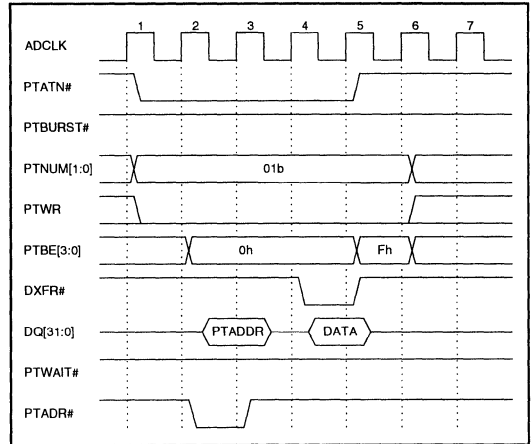 1 2 3 4 5 6 7
ADCLK
PTATN#
PTBURST#
PTNUM[1:0] 01b
PTWR
PTBE[3:0] 0h Fh
DXFR#
DQ[31:0] PTADDR DATA
PTWAIT#
PTADR#